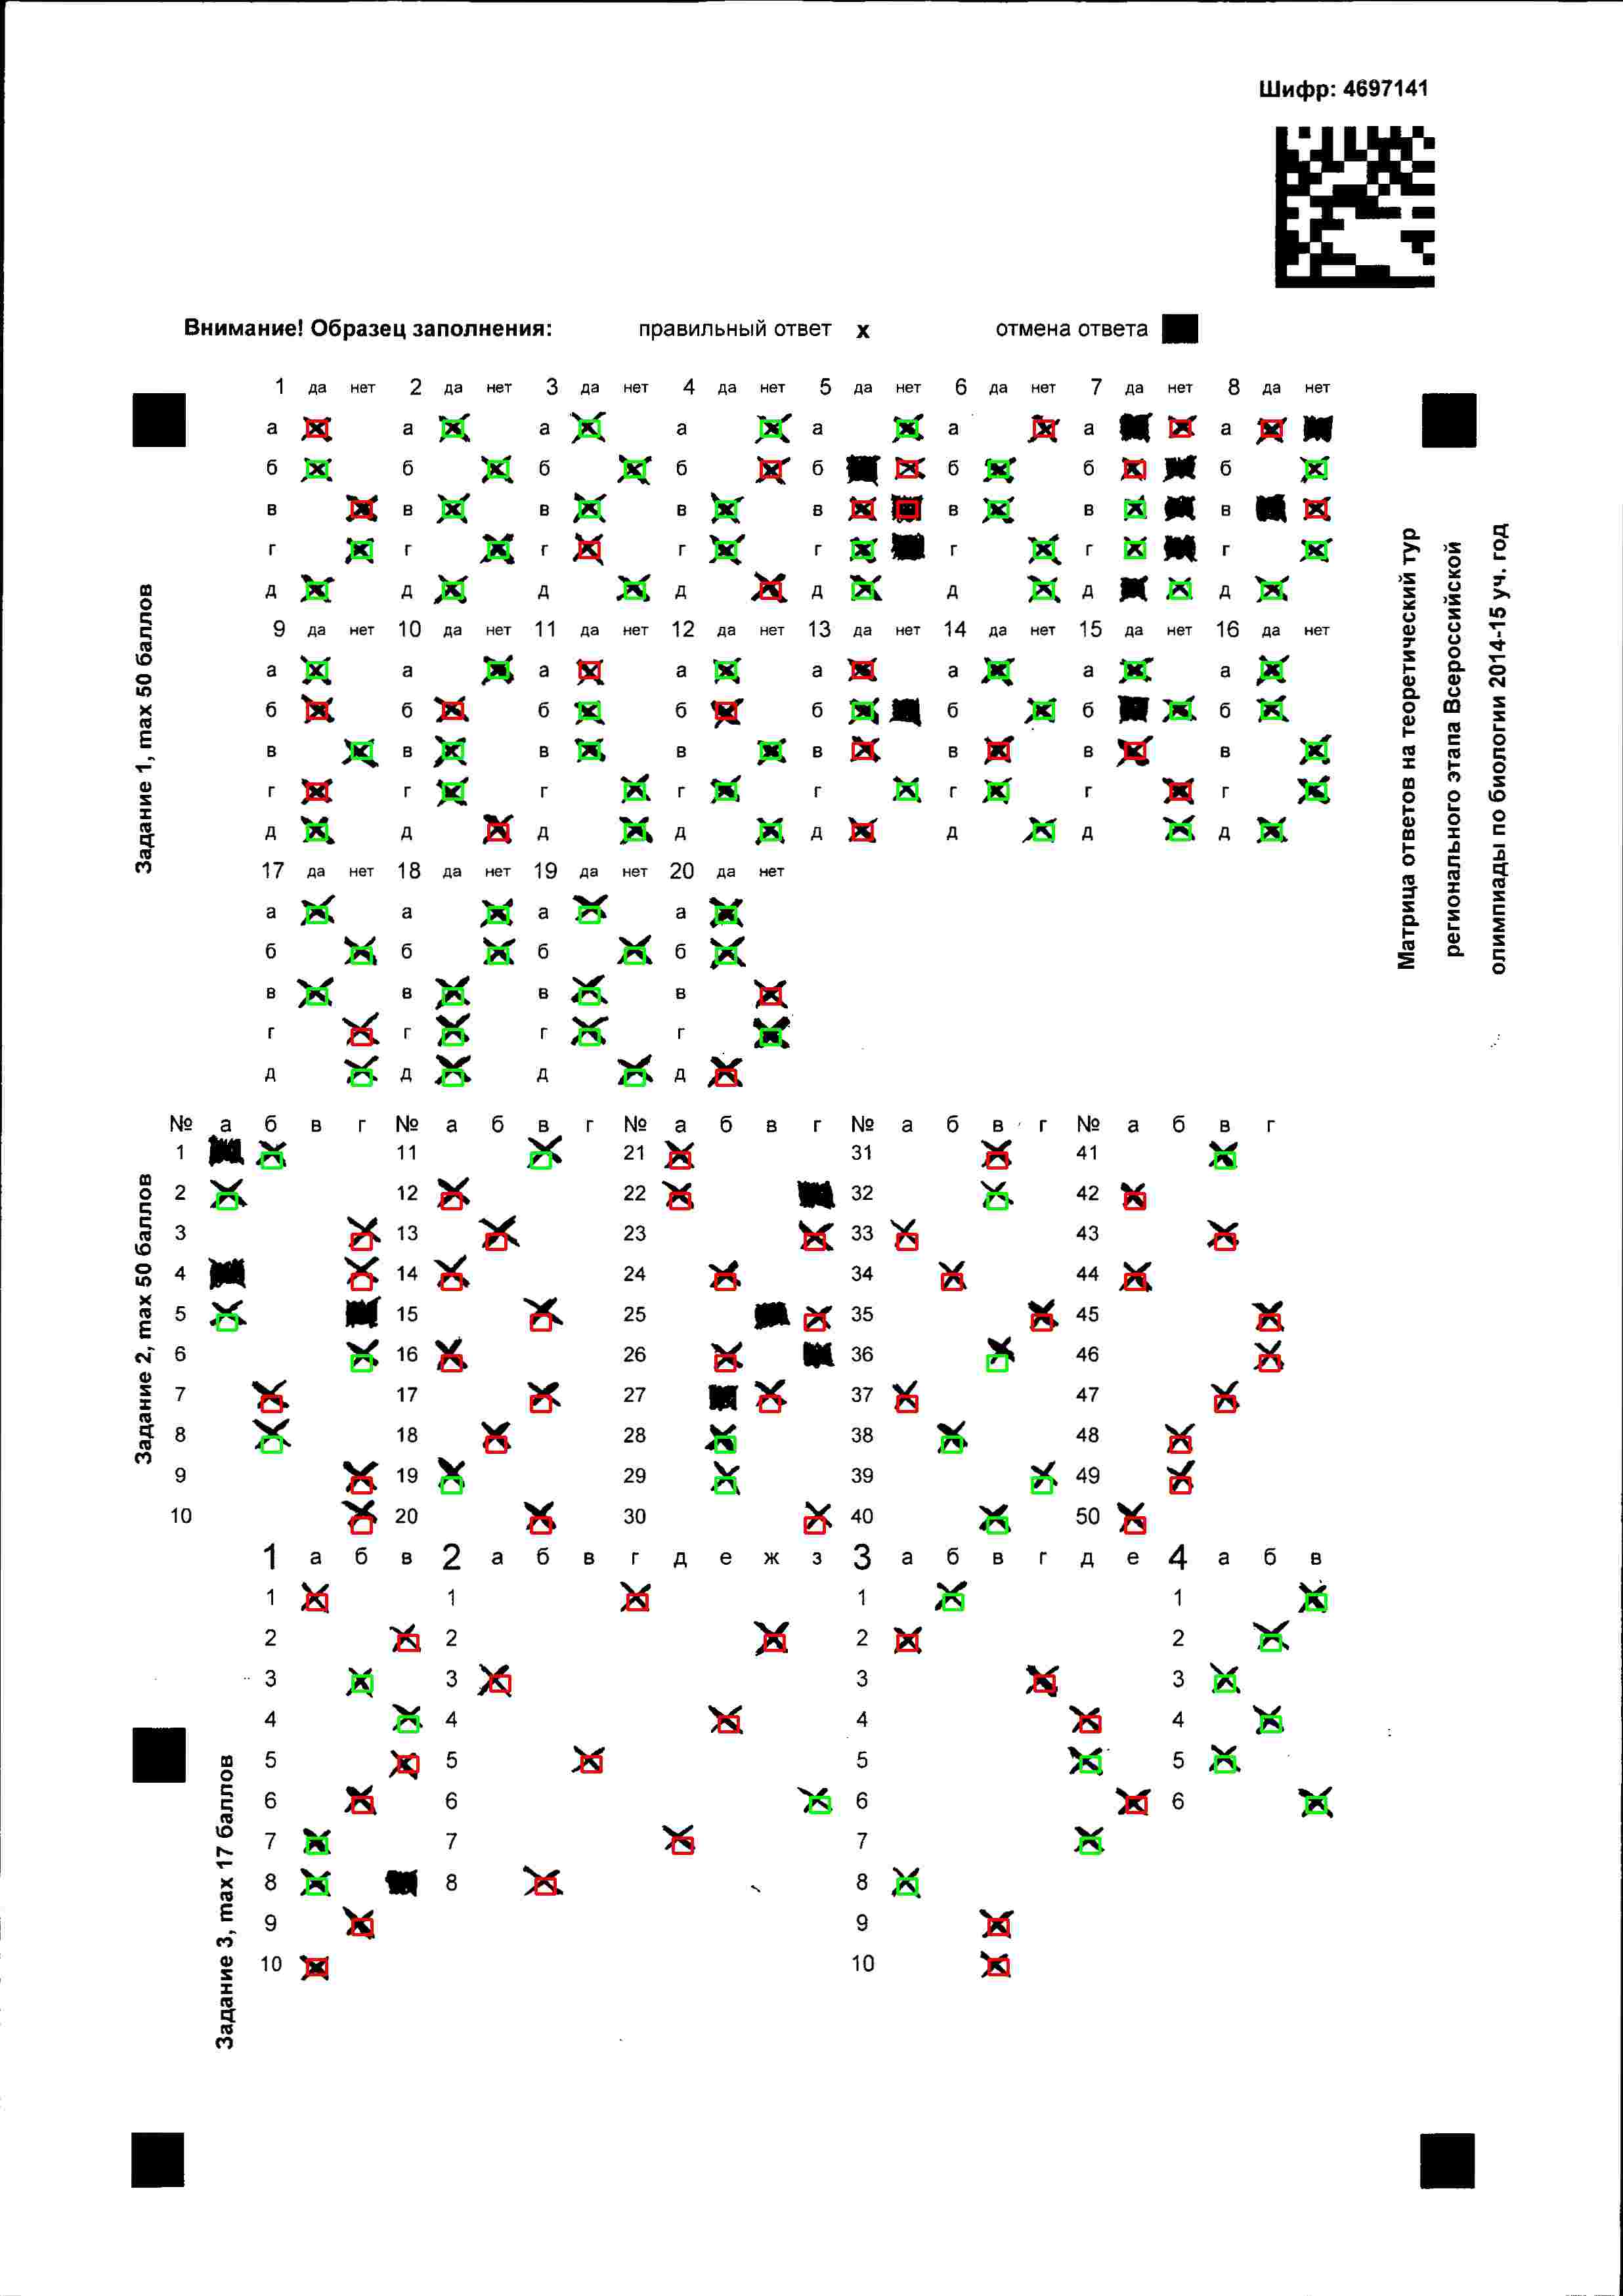 Шифр: 4697141
Внимание! Образец заполнения: правильный ответ х отмена ответа
Матрица ответов на теоретический тур
регионального этапа Всероссийской
олимпиады по биологии 2014-15 уч. год
Задание 1, max 50 баллов
1 да нет 2 да нет 3 да нет 4 да нет 5 да нет 6 да нет 7 да нет 8 да нет
а а а а а а а а
б б б б б б б б
в в в в в в в в
г г г г г г г г
д д д д д д д д
9 да нет 10 да нет 11 да нет 12 да нет 13 да нет 14 да нет 15 да нет 16 да нет
а а а а а а а а
б б б б б б б б
в в в в в в в в
г г г г г г г г
д д д д д д д д
17 да нет 18 да нет 19 да нет 20 да нет
а а а а
б б б б
в в в в
г г г г
д д д д
Задание 2, max 50 баллов
№ а б в г № а б в г № а б в г № а б в г № а б в г
1 11 21 31 41
2 12 22 32 42
3 13 23 33 43
4 14 24 34 44
5 15 25 35 45
6 16 26 36 46
7 17 27 37 47
8 18 28 38 48
9 19 29 39 49
10 20 30 40 50
Задание 3, max 17 баллов
1 а б в 2 а б в г д е ж з 3 а б в г д е 4 а б в
1 1 1 1
2 2 2 2
3 3 3 3
4 4 4 4
5 5 5 5
6 6 6 6
7 7 7
8 8 8
9 9
10 10